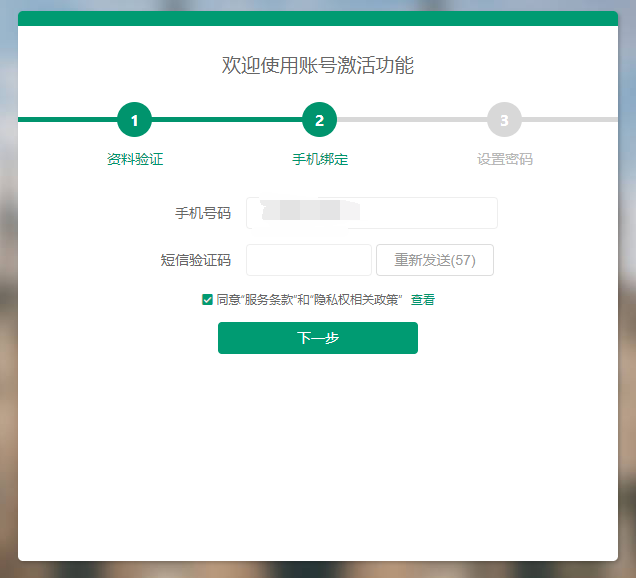 欢迎使用账号激活功能
1 2 3
资料验证 手机绑定 设置密码
手机号码
短信验证码 重新发送(57)
同意“服务条款”和“隐私权相关政策” 查看
下一步